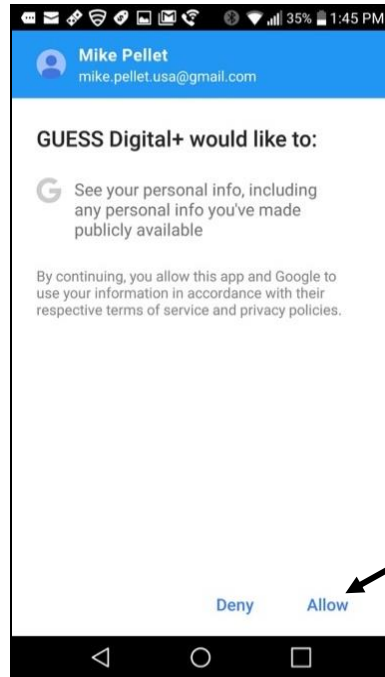 35% 1:45 PM
Mike Pellet
mike.pellet.usa@gmail.com
GUESS Digital+ would like to:
G See your personal info, including
any personal info you've made
publicly available
By continuing, you allow this app and Google to
use your information in accordance with their
respective terms of service and privacy policies.
Deny Allow